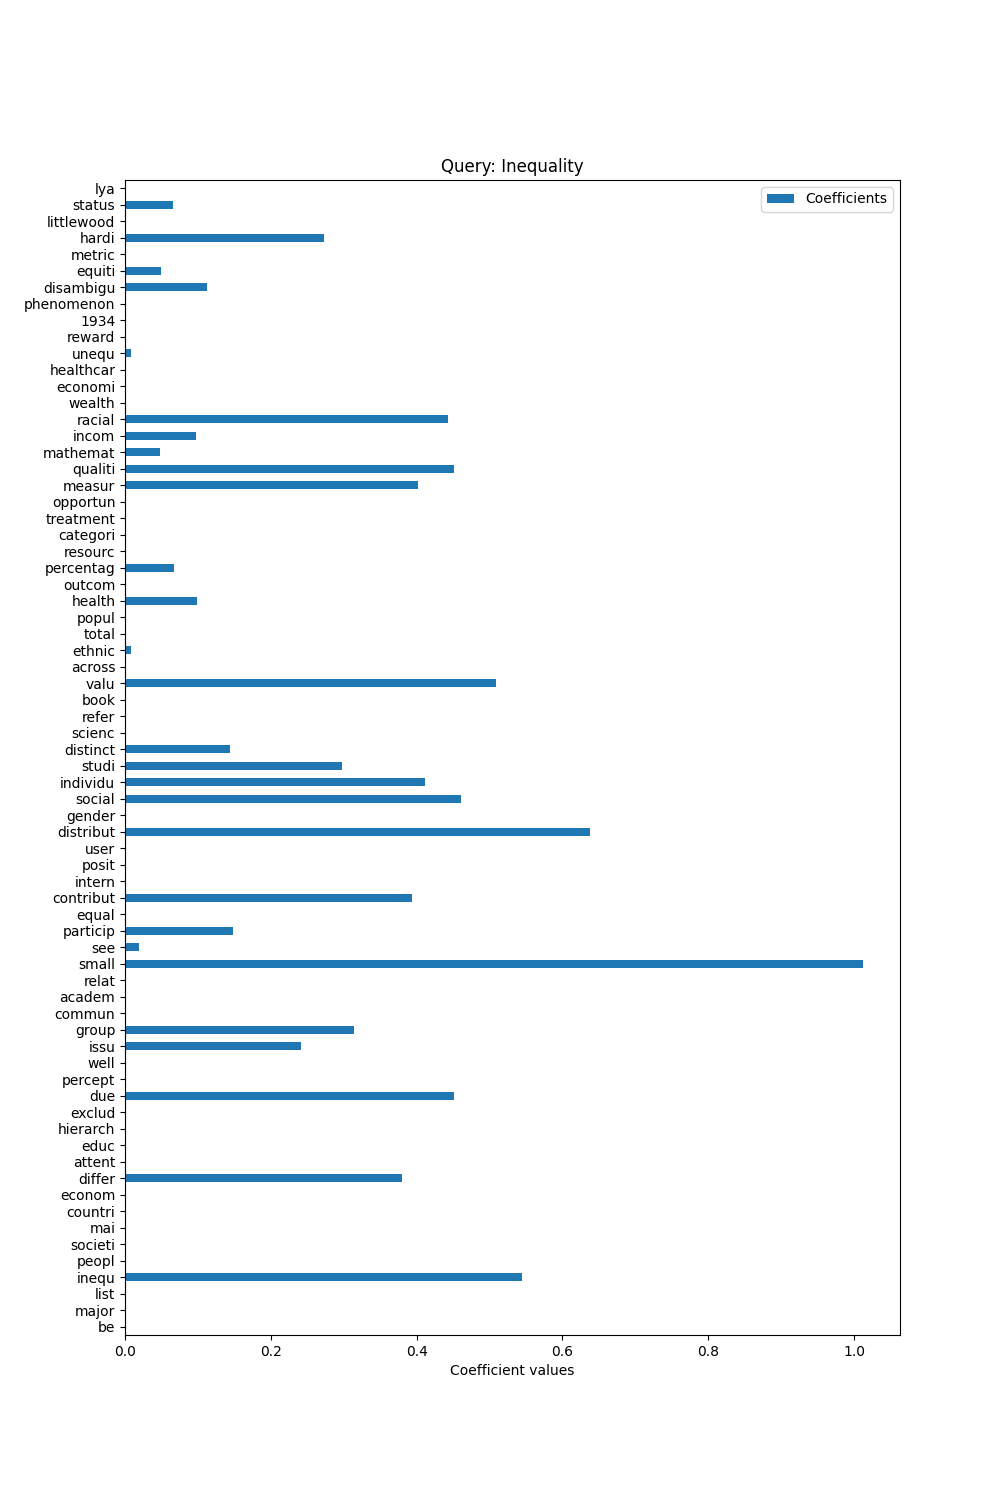 Query: Inequality
Coefficients
lya
status
littlewood
hardi
metric
equiti
disambigu
phenomenon
1934
reward
unequ
healthcar
economi
wealth
racial
incom
mathemat
qualiti
measur
opportun
treatment
categori
resourc
percentag
outcom
health
popul
total
ethnic
across
valu
book
refer
scienc
distinct
studi
individu
social
gender
distribut
user
posit
intern
contribut
equal
particip
see
small
relat
academ
commun
group
issu
well
percept
due
exclud
hierarch
educ
attent
differ
econom
countri
mai
societi
peopl
inequ
list
major
be
0.0 0.2 0.4 0.6 0.8 1.0
Coefficient values